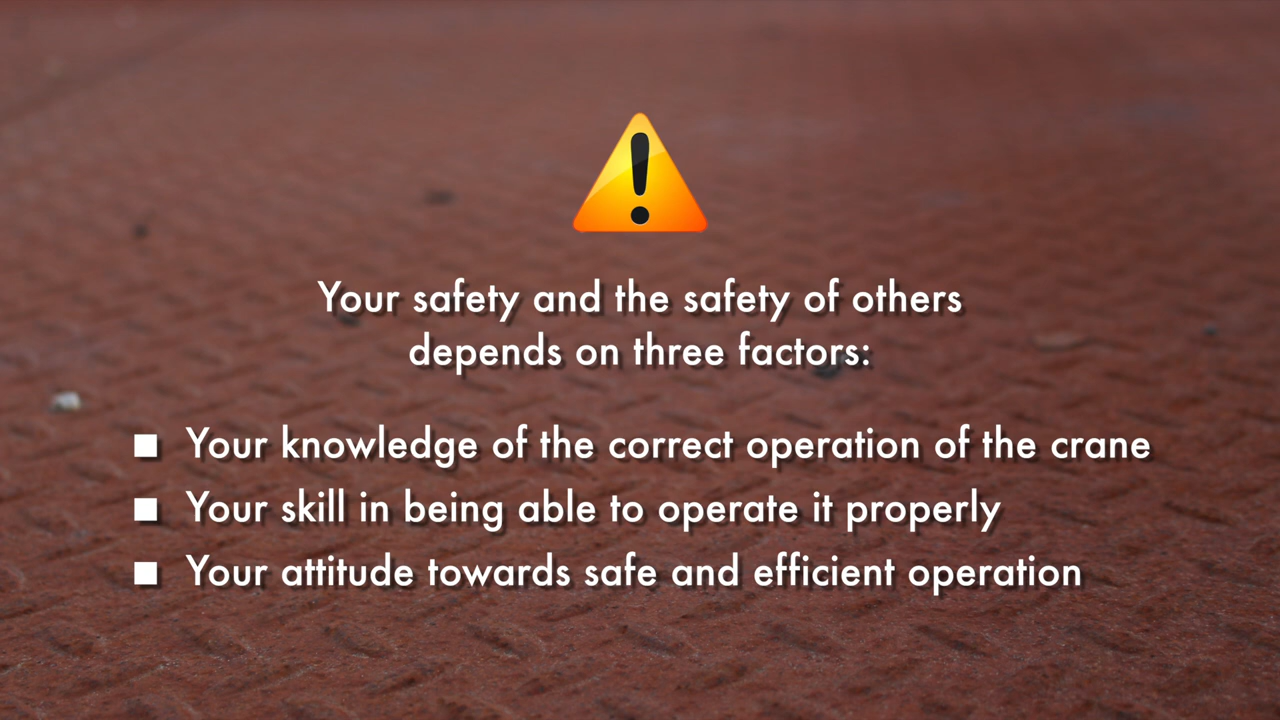 Your safety and the safety of others
depends on three factors:
■ Your knowledge of the correct operation of the crane
■ Your skill in being able to operate it properly
■ Your attitude towards safe and efficient operation